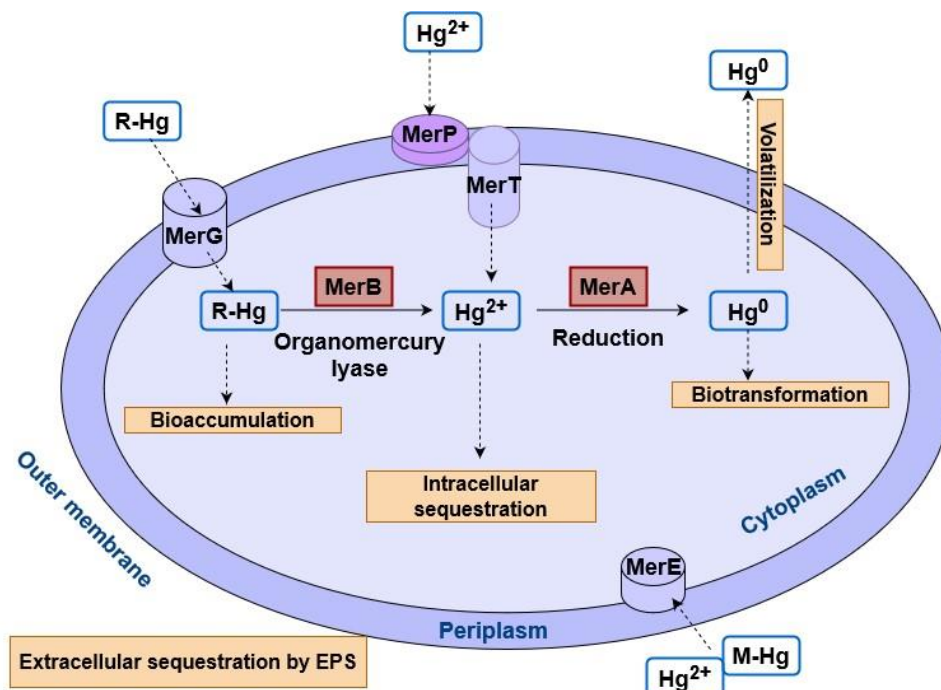 Hg2+
Hg0
R-Hg
MerP
Volatilization
MerT
MerG
MerB
MerA
R-Hg
Hg2+
Hg0
Organomercury
lyase
Reduction
Biotransformation
Bioaccumulation
Intracellular
sequestration
Cytoplasm
Outer membrane
MerE
Periplasm
Extracellular sequestration by EPS
M-Hg
Hg2+